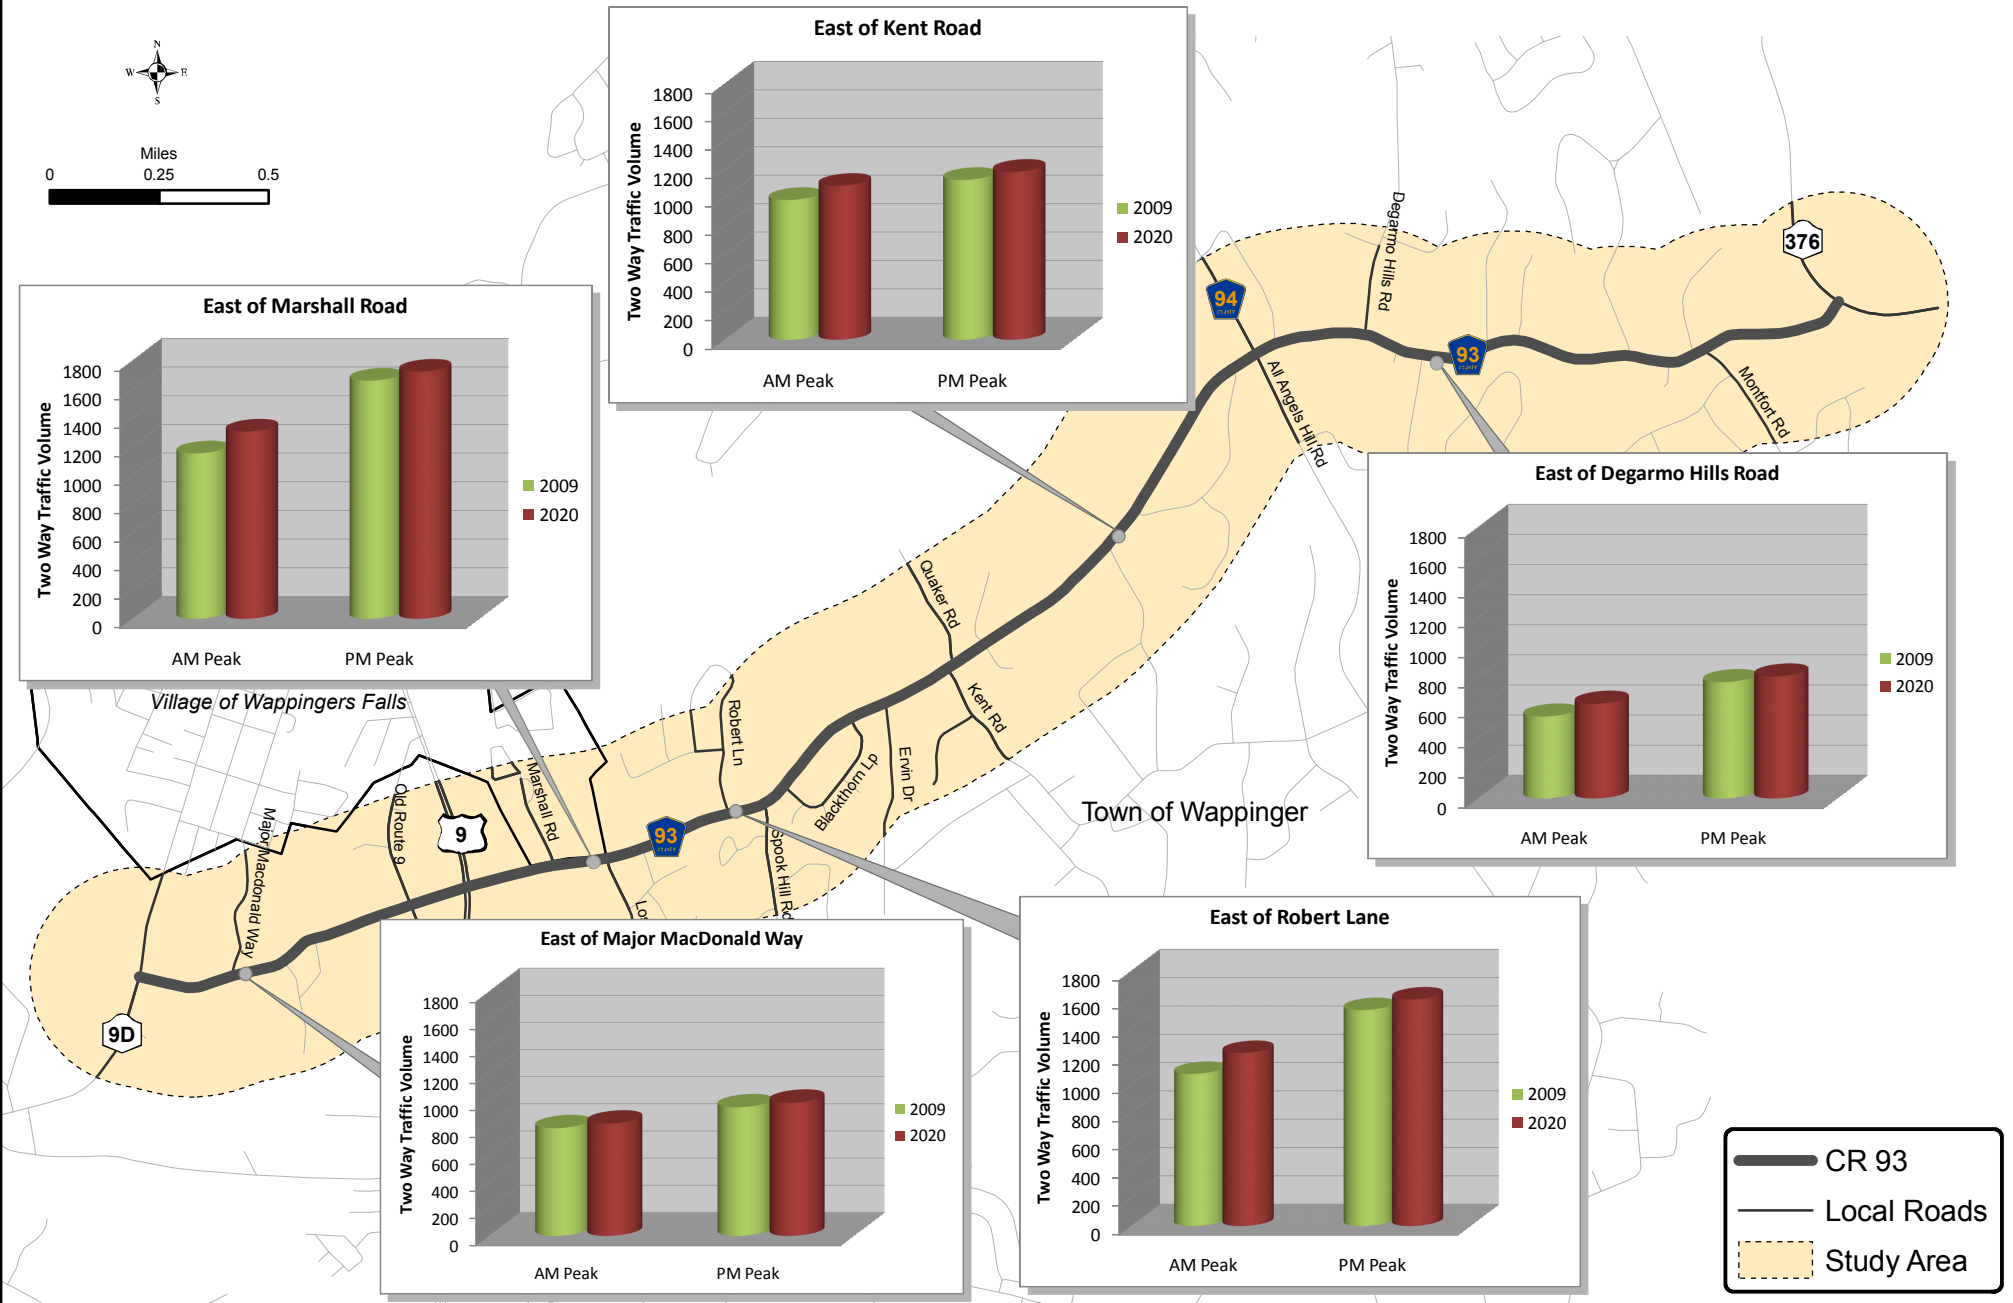 N
W E
S
Miles
0 0.25 0.5
East of Kent Road
Two Way Traffic Volume
1800
1600
1400
1200
1000
800
600
400
200
0
AM Peak PM Peak
2009
2020
East of Marshall Road
Two Way Traffic Volume
1800
1600
1400
1200
1000
800
600
400
200
0
AM Peak PM Peak
2009
2020
376
Degarmo Hills Rd
94
COUNTY
93
COUNTY
All Angels Hill Rd
Montfort Rd
East of Degarmo Hills Road
Two Way Traffic Volume
1800
1600
1400
1200
1000
800
600
400
200
0
AM Peak PM Peak
2009
2020
Quaker Rd
Kent Rd
Village of Wappingers Falls
Robert Ln
Ervin Dr
Blackthorn Lp
Marshall Rd
Old Route 9
Major Macdonald Way
9
93
COUNTY
Spook Hill Rd
Town of Wappinger
Los
9D
East of Major MacDonald Way
Two Way Traffic Volume
1800
1600
1400
1200
1000
800
600
400
200
0
AM Peak PM Peak
2009
2020
East of Robert Lane
Two Way Traffic Volume
1800
1600
1400
1200
1000
800
600
400
200
0
AM Peak PM Peak
2009
2020
CR 93
Local Roads
Study Area